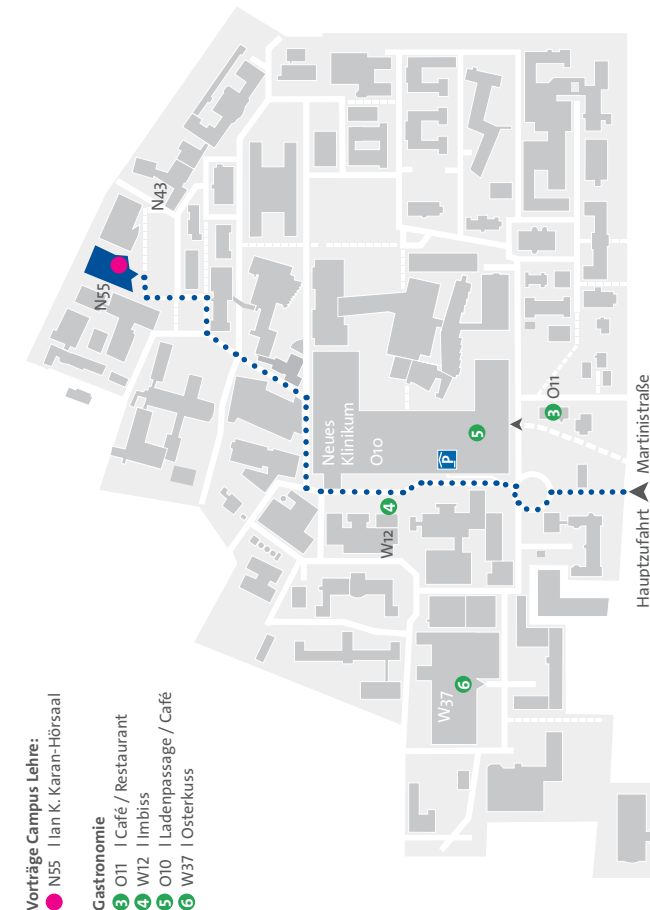 Vorträge Campus Lehre:
N55 | Ian K. Karan-Hörsaal
Gastronomie
3 O11 | Café / Restaurant
4 W12 | Imbiss
5 O10 | Ladenpassage / Café
6 W37 | Osterkuss
N43
N55
Neues
Klinikum
O10
P
5
3 O11
4
W12
W37
6
Hauptzufahrt
Martinistraße